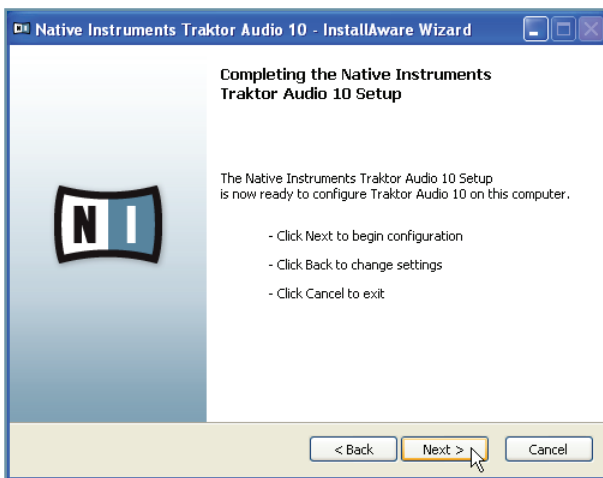 Native Instruments Traktor Audio 10 - InstallAware Wizard
Completing the Native Instruments
Traktor Audio 10 Setup
The Native Instruments Traktor Audio 10 Setup
is now ready to configure Traktor Audio 10 on this computer.
- Click Next to begin configuration
- Click Back to change settings
- Click Cancel to exit
NI
< Back Next > Cancel